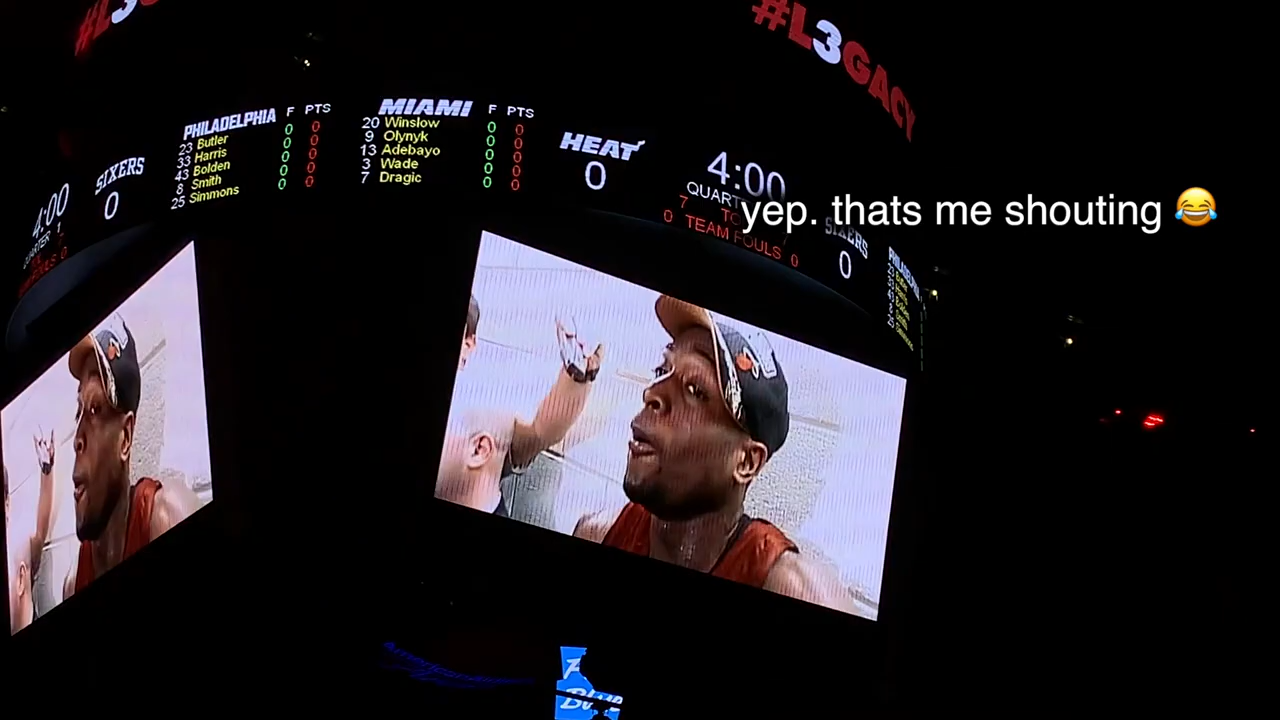 #L3GACY
PHILADELPHIA F PTS
23 Butler 0 0
33 Harris 0 0
43 Bolden 0 0
8 Smith 0 0
25 Simmons 0 0
MIAMI F PTS
20 Winslow 0 0
9 Olynyk 0 0
13 Adebayo 0 0
3 Wade 0 0
7 Dragic 0 0
SIXERS
0
4:00
HEAT
0
4:00
7
0 TEAM FOULS 0
yep. thats me shouting 😂
SIXERS
0
PHILADELPHIA